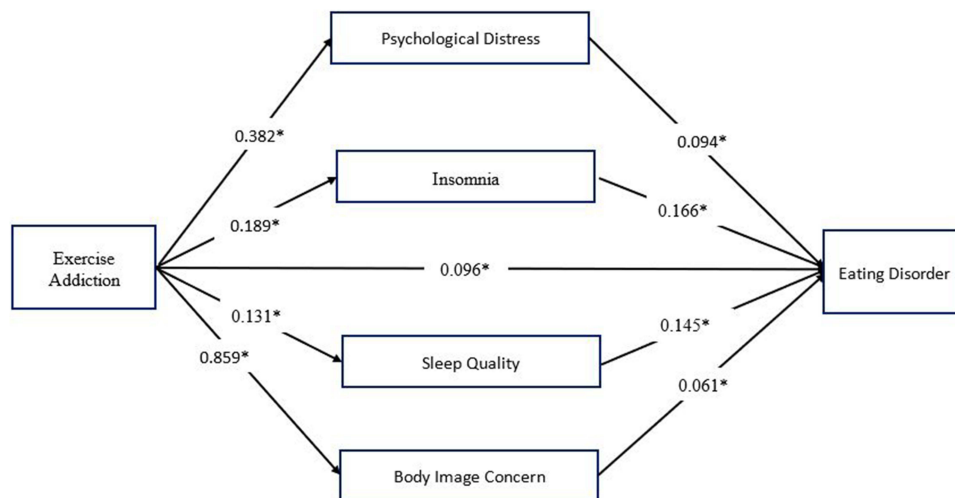 Psychological Distress
0.382*
0.094*
Insomnia
0.189*
0.166*
Exercise
Addiction
0.096*
Eating Disorder
0.131*
0.145*
Sleep Quality
0.859*
0.061*
Body Image Concern